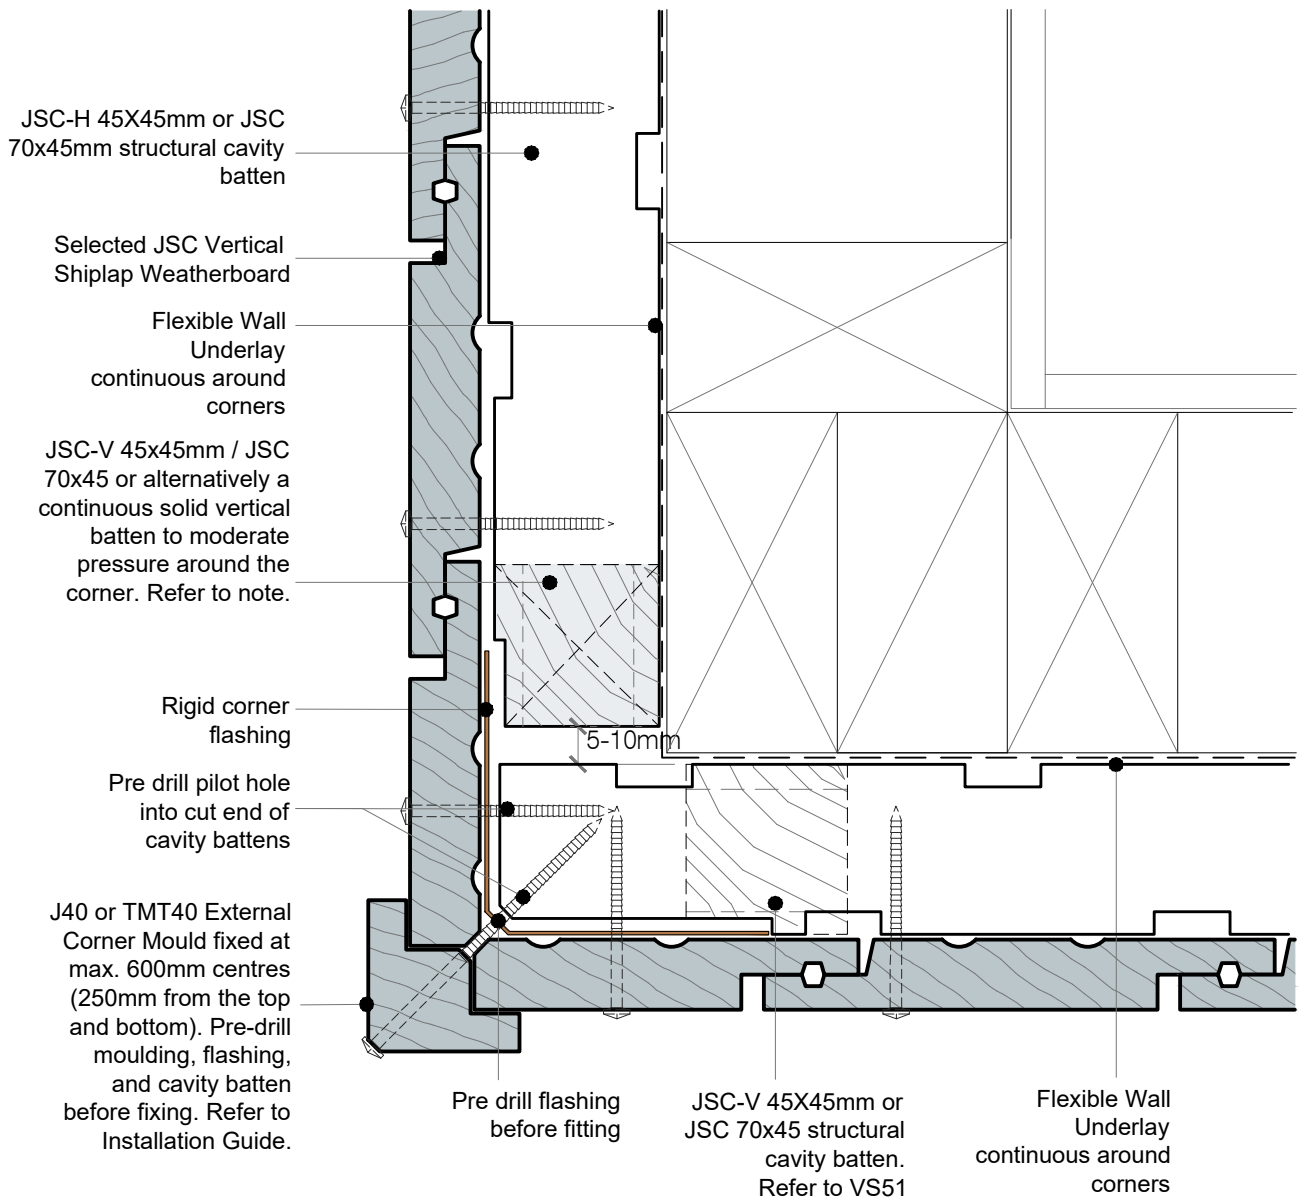 JSC-H 45X45mm or JSC
70x45mm structural cavity
batten
Selected JSC Vertical
Shiplap Weatherboard
Flexible Wall
Underlay
continuous around
corners
JSC-V 45x45mm / JSC
70x45 or alternatively a
continuous solid vertical
batten to moderate
pressure around the
corner. Refer to note.
Rigid corner
flashing
5-10mm
Pre drill pilot hole
into cut end of
cavity battens
J40 or TMT40 External
Corner Mould fixed at
max. 600mm centres
(250mm from the top
and bottom). Pre-drill
moulding, flashing,
and cavity batten
before fixing. Refer to
Installation Guide.
Pre drill flashing
before fitting
JSC-V 45X45mm or
JSC 70x45 structural
cavity batten.
Refer to VS51
Flexible Wall
Underlay
continuous around
corners